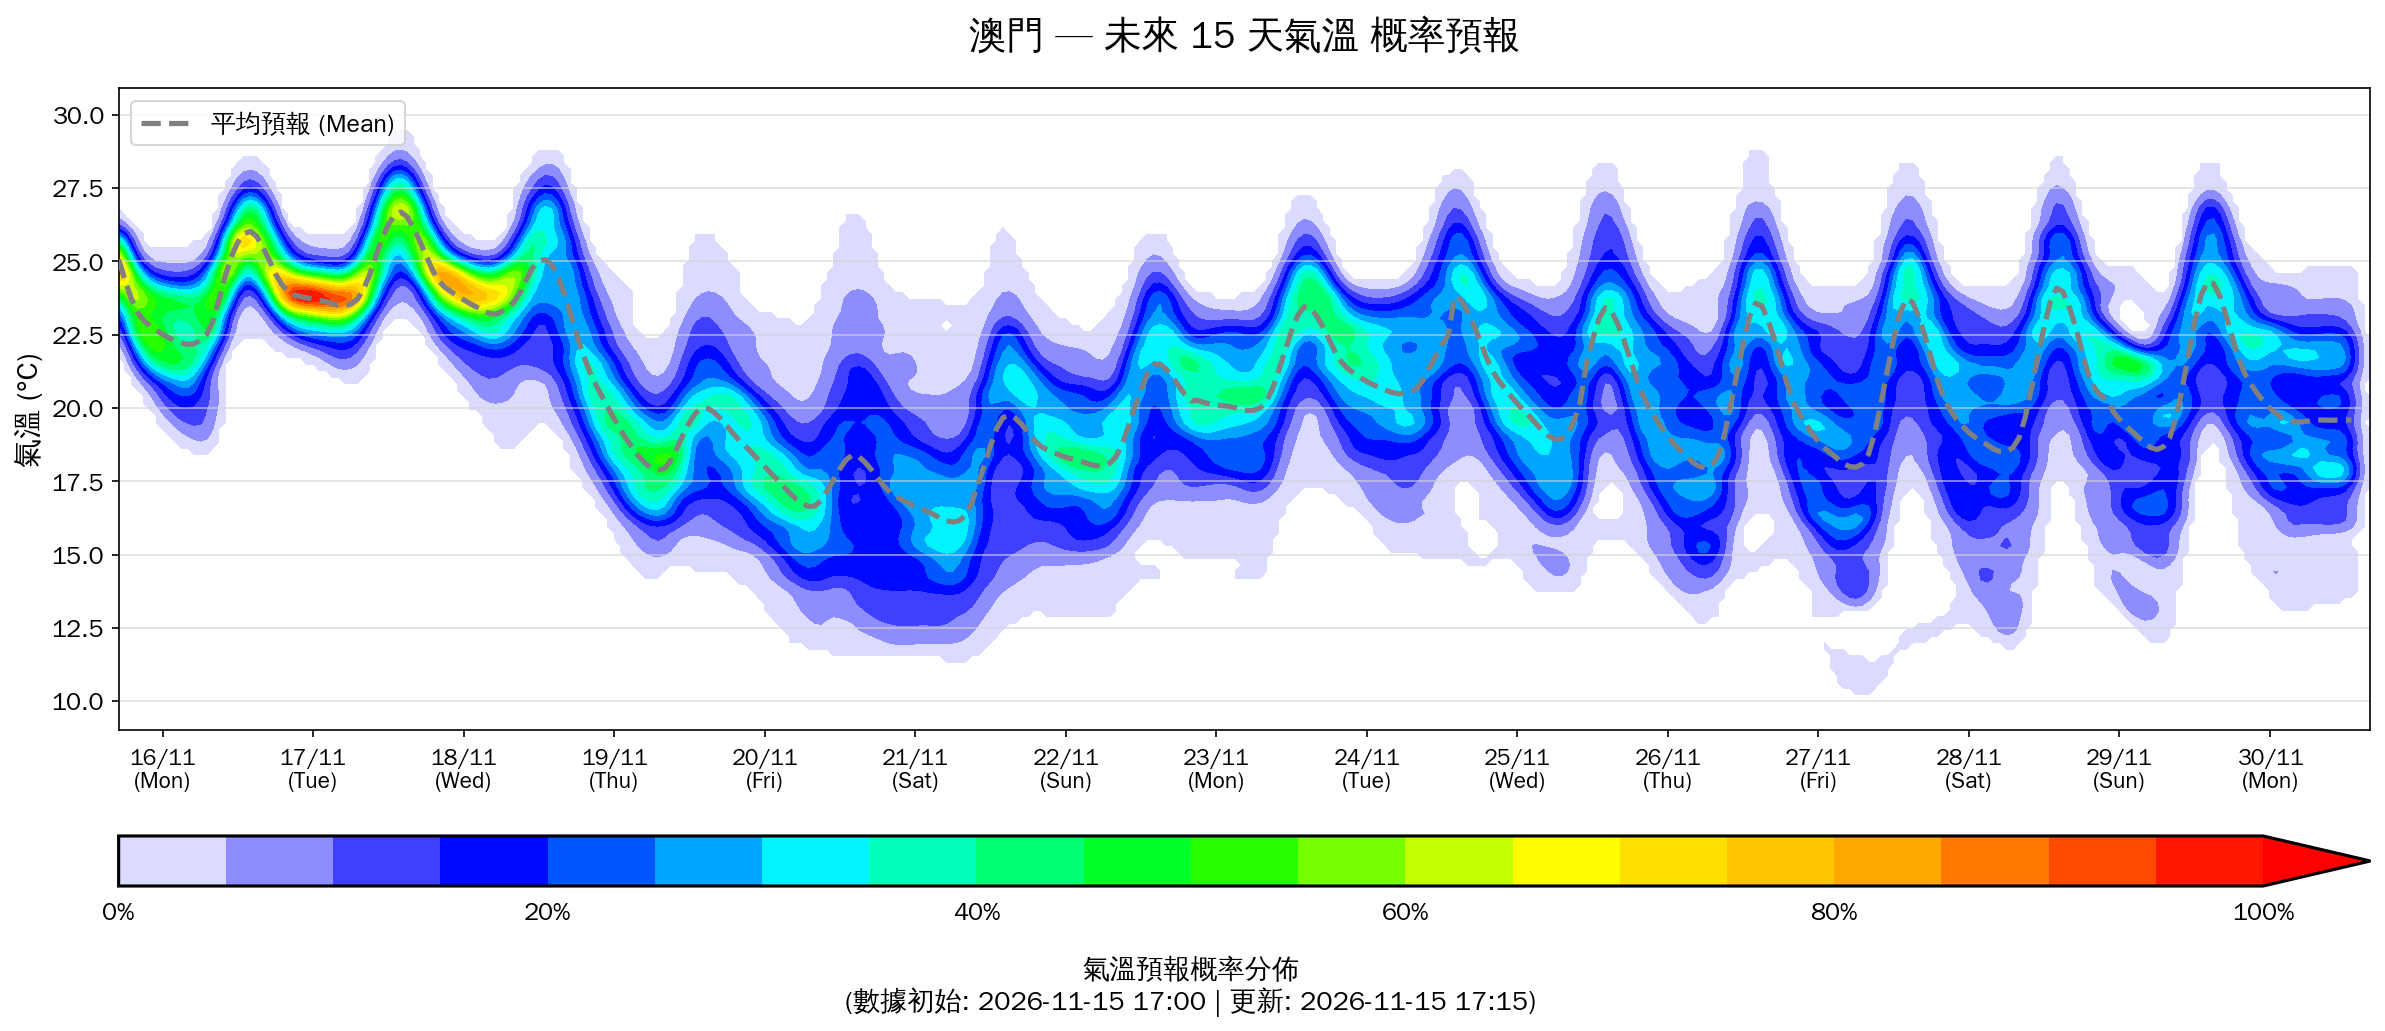 澳門 — 未來 15 天氣溫 概率預報
平均預報 (Mean)
氣溫 (°C)
30.0
27.5
25.0
22.5
20.0
17.5
15.0
12.5
10.0
16/11 17/11 18/11 19/11 20/11 21/11 22/11 23/11 24/11 25/11 26/11 27/11 28/11 29/11 30/11
(Mon) (Tue) (Wed) (Thu) (Fri) (Sat) (Sun) (Mon) (Tue) (Wed) (Thu) (Fri) (Sat) (Sun) (Mon)
0% 20% 40% 60% 80% 100%
氣溫預報概率分佈
(數據初始: 2026-11-15 17:00 | 更新: 2026-11-15 17:15)